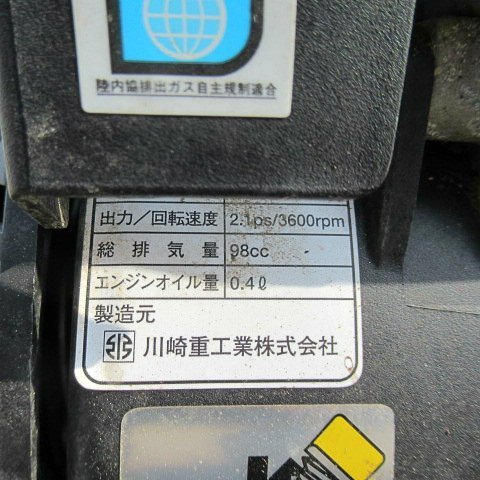 陸内協排出ガス自主規制適合
出力/回転速度 2.1ps/3600rpm
総排気量 98cc
エンジンオイル量 0.4ℓ
製造元
川崎重工業株式会社